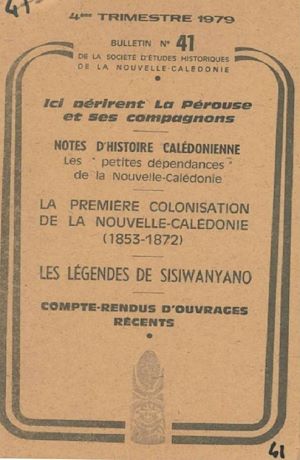 47-
4ème TRIMESTRE 1979
BULLETIN N° 41
DE LA SOCIÉTÉ D'ÉTUDES HISTORIQUES
DE LA NOUVELLE-CALÉDONIE
Ici périrent La Pérouse
et ses compagnons
NOTES D'HISTOIRE CALÉDONIENNE
Les "petites dépendances"
de la Nouvelle-Calédonie
LA PREMIÈRE COLONISATION
DE LA NOUVELLE-CALÉDONIE
(1853-1872)
LES LÉGENDES DE SISIWANYANO
COMPTE-RENDUS D'OUVRAGES
RÉCENTS
41